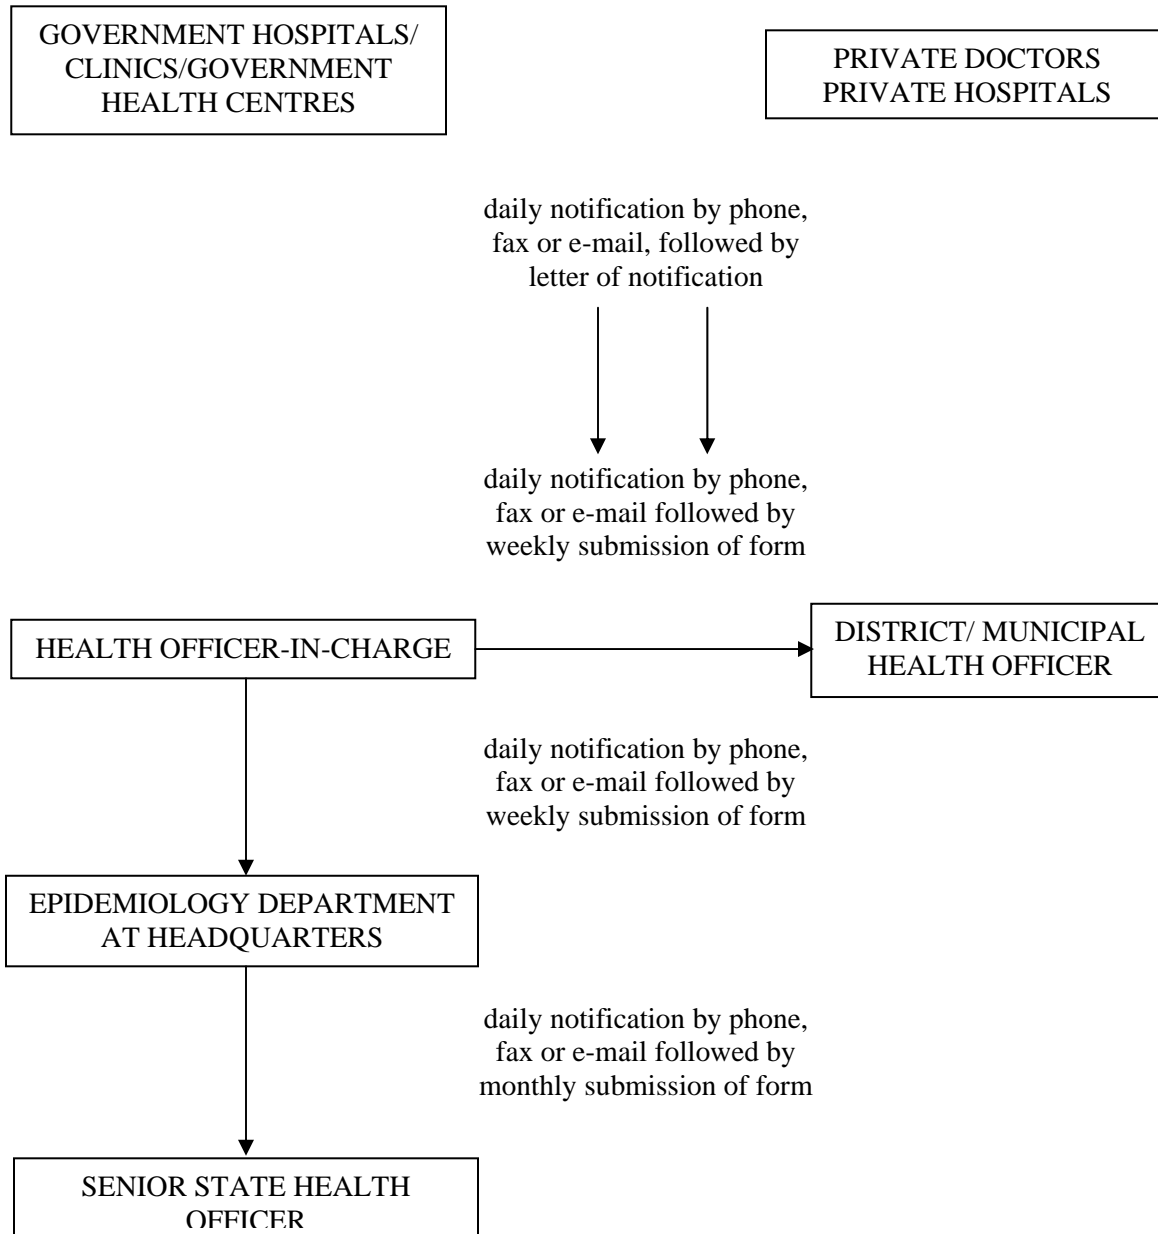 GOVERNMENT HOSPITALS/
CLINICS/GOVERNMENT
HEALTH CENTRES
PRIVATE DOCTORS
PRIVATE HOSPITALS
daily notification by phone,
fax or e-mail, followed by
letter of notification
daily notification by phone,
fax or e-mail followed by
weekly submission of form
HEALTH OFFICER-IN-CHARGE
DISTRICT/ MUNICIPAL
HEALTH OFFICER
daily notification by phone,
fax or e-mail followed by
weekly submission of form
EPIDEMIOLOGY DEPARTMENT
AT HEADQUARTERS
daily notification by phone,
fax or e-mail followed by
monthly submission of form
SENIOR STATE HEALTH
OFFICER